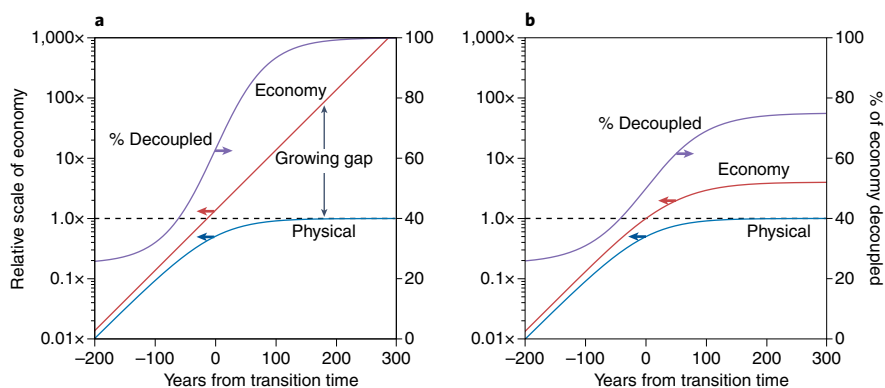 a
1,000×
100×
10×
1.0×
0.1×
0.01×
Relative scale of economy
100
80
60
40
20
0
% Decoupled
Economy
Growing gap
Physical
–200
–100
0
100
200
300
Years from transition time
b
1,000×
100×
10×
1.0×
0.1×
0.01×
100
80
60
40
20
0
% of economy decoupled
% Decoupled
Economy
Physical
–200
–100
0
100
200
300
Years from transition time